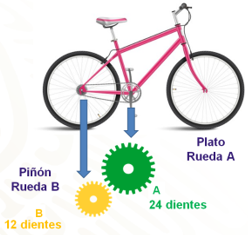 Plato
Rueda A
Piñón
Rueda B
A
24 dientes
B
12 dientes